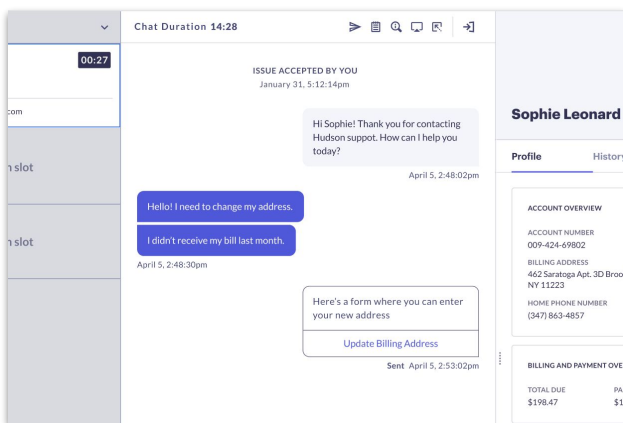 Chat Duration 14:28
00:27
com
n slot
n slot
ISSUE ACCEPTED BY YOU
January 31, 5:12:14pm
Hi Sophie! Thank you for contacting
Hudson suppot. How can I help you
today?
April 5, 2:48:02pm
Hello! I need to change my address.
I didn't receive my bill last month.
April 5, 2:48:30pm
Here's a form where you can enter
your new address
Update Billing Address
Sent April 5, 2:53:02pm
Sophie Leonard
Profile History
ACCOUNT OVERVIEW
ACCOUNT NUMBER
009-424-69802
BILLING ADDRESS
462 Saratoga Apt. 3D Broo
NY 11223
HOME PHONE NUMBER
(347) 863-4857
BILLING AND PAYMENT OVE
TOTAL DUE PA
$198.47 $1